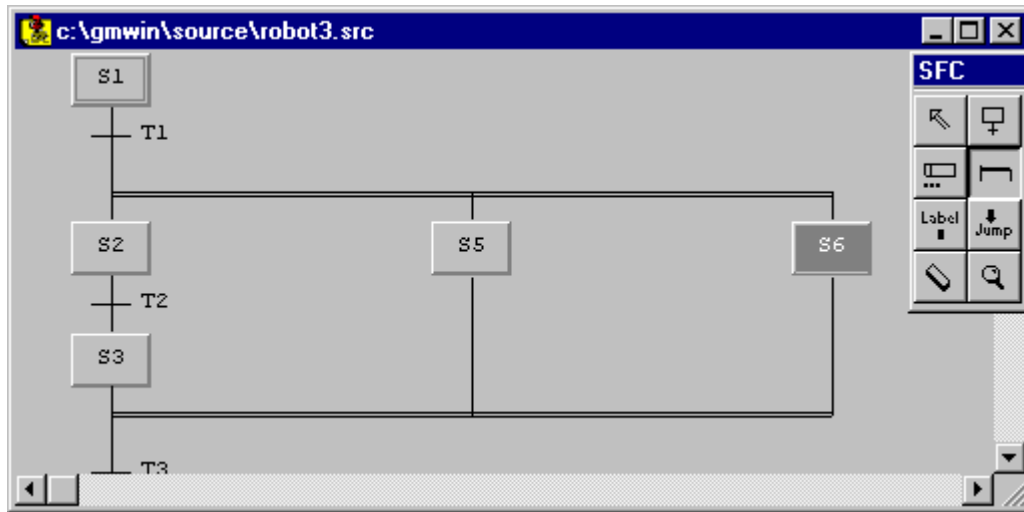 c:\gmwin\source\robot3.src
SFC
S1
T1
Label
Jump
S2
S5
S6
T2
S3
T3